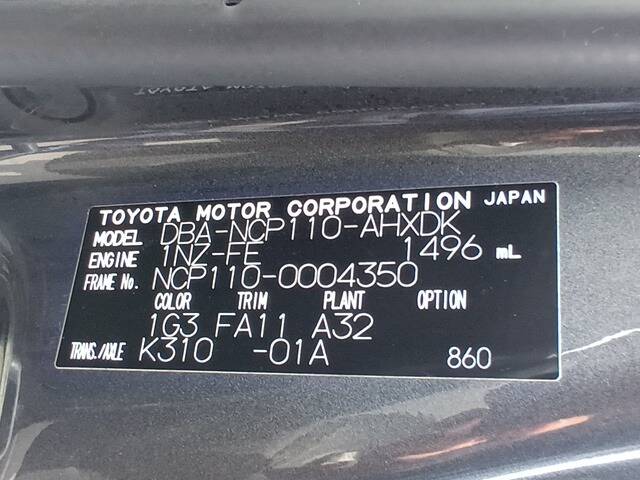 TOYOTA MOTOR CORPORATION JAPAN
MODEL DBA-NCP110-AHXDK
ENGINE 1NZ-FE 1496 mL
FRAME No. NCP110-0004350
COLOR TRIM PLANT OPTION
1G3 FA11 A32
TRANS./AXLE K310 -01A 860